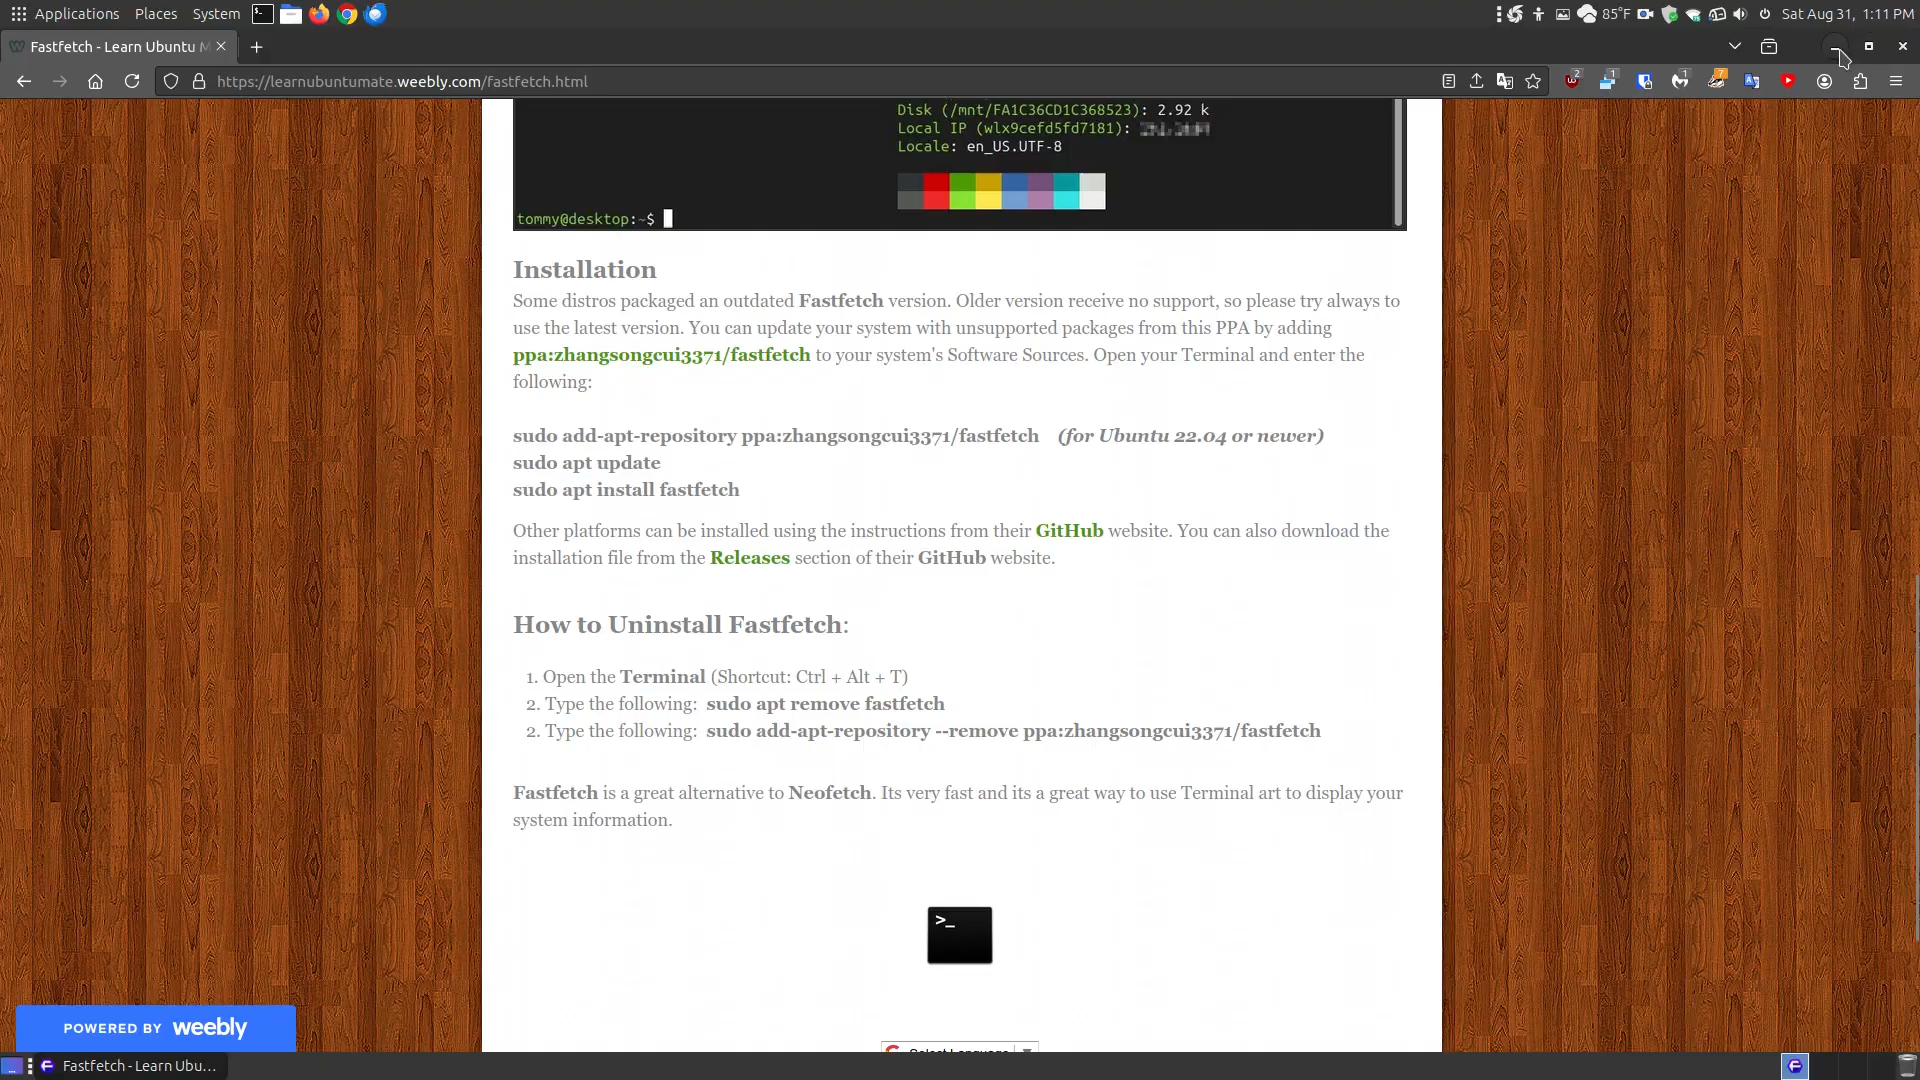 Applications Places System
85°F Sat Aug 31, 1:11 PM
Fastfetch - Learn Ubuntu M
https://learnubuntumate.weebly.com/fastfetch.html
2 1 1 7
Disk (/mnt/FA1C36CD1C368523): 2.92 k
Local IP (wlx9cefd5fd7181):
Locale: en_US.UTF-8
tommy@desktop:~$
Installation
Some distros packaged an outdated Fastfetch version. Older version receive no support, so please try always to
use the latest version. You can update your system with unsupported packages from this PPA by adding
ppa:zhangsongcui3371/fastfetch to your system's Software Sources. Open your Terminal and enter the
following:
sudo add-apt-repository ppa:zhangsongcui3371/fastfetch (for Ubuntu 22.04 or newer)
sudo apt update
sudo apt install fastfetch
Other platforms can be installed using the instructions from their GitHub website. You can also download the
installation file from the Releases section of their GitHub website.
How to Uninstall Fastfetch:
1. Open the Terminal (Shortcut: Ctrl + Alt + T)
2. Type the following: sudo apt remove fastfetch
2. Type the following: sudo add-apt-repository --remove ppa:zhangsongcui3371/fastfetch
Fastfetch is a great alternative to Neofetch. Its very fast and its a great way to use Terminal art to display your
system information.
>_
Select Language
POWERED BY weebly
Fastfetch - Learn Ubu...